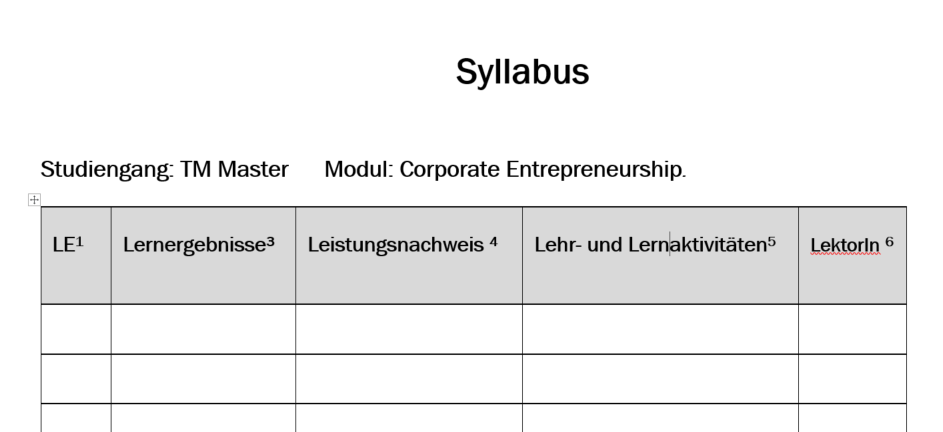 Syllabus
Studiengang: TM Master Modul: Corporate Entrepreneurship.
LE¹ Lernergebnisse³ Leistungsnachweis ⁴ Lehr- und Lernaktivitäten⁵ LektorIn ⁶